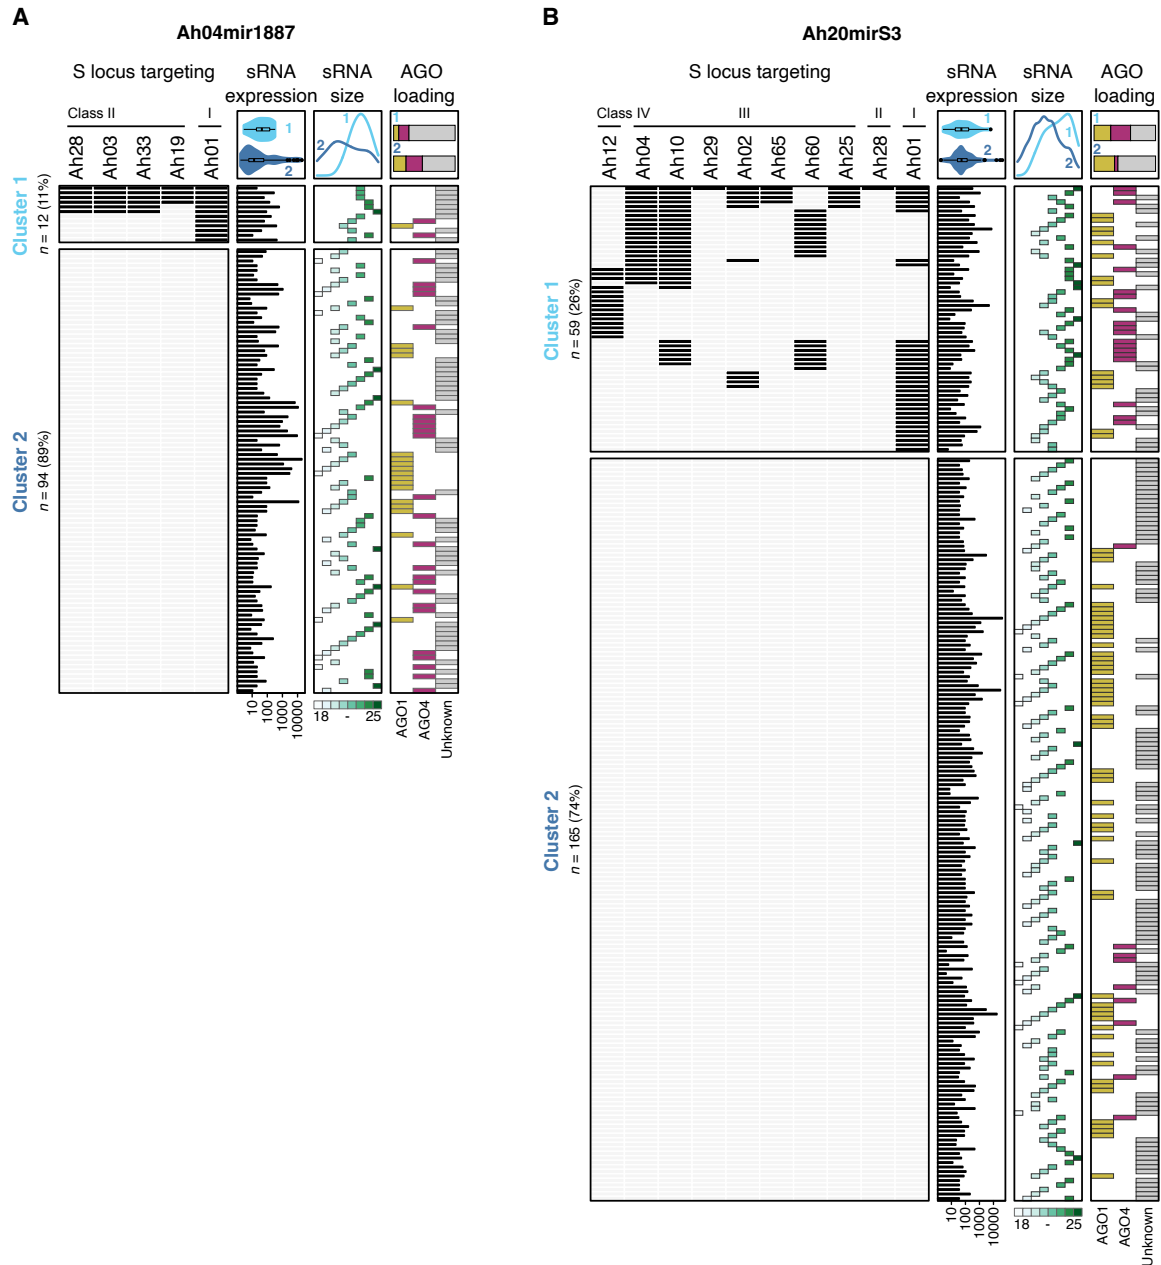 A
Ah04mir1887
S locus targeting
sRNA expression
sRNA size
AGO loading
Class II
I
Ah28
Ah03
Ah33
Ah19
Ah01
1
2
1
2
1
2
Cluster 1
n = 12 (11%)
Cluster 2
n = 94 (89%)
10
100
1000
10000
18 - 25
AGO1
AGO4
Unknown
B
Ah20mirS3
S locus targeting
sRNA expression
sRNA size
AGO loading
Class IV
III
II
I
Ah12
Ah04
Ah10
Ah29
Ah02
Ah65
Ah60
Ah25
Ah28
Ah01
1
2
1
2
1
2
Cluster 1
n = 59 (26%)
Cluster 2
n = 165 (74%)
10
100
1000
10000
18 - 25
AGO1
AGO4
Unknown